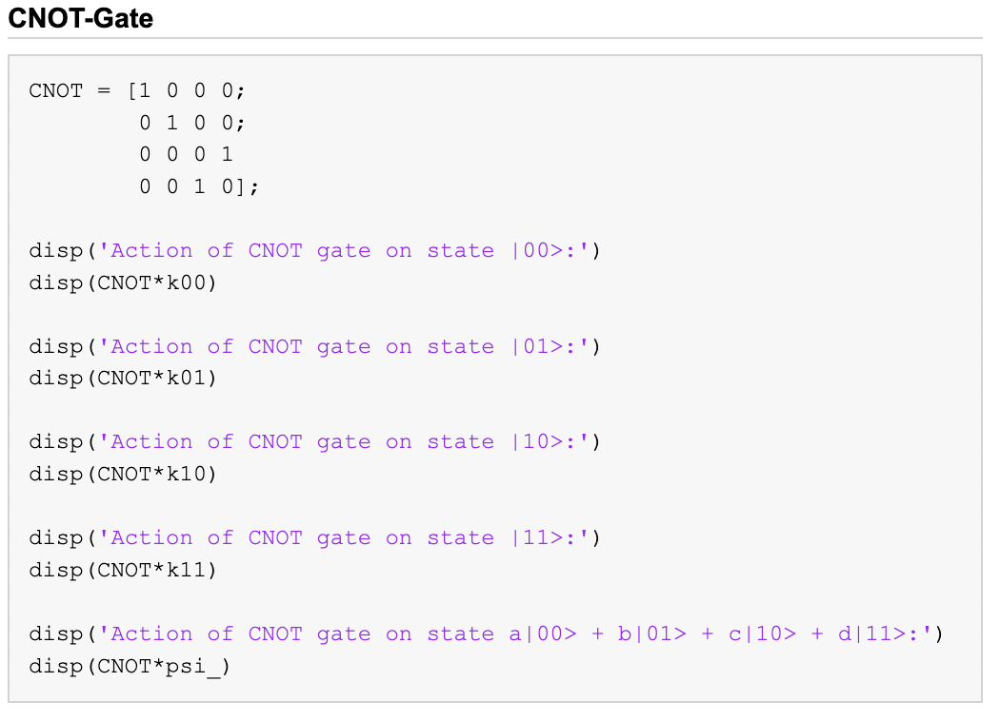 CNOT-Gate
CNOT = [1 0 0 0;
        0 1 0 0;
        0 0 0 1
        0 0 1 0];
disp('Action of CNOT gate on state |00>:')
disp(CNOT*k00)
disp('Action of CNOT gate on state |01>:')
disp(CNOT*k01)
disp('Action of CNOT gate on state |10>:')
disp(CNOT*k10)
disp('Action of CNOT gate on state |11>:')
disp(CNOT*k11)
disp('Action of CNOT gate on state a|00> + b|01> + c|10> + d|11>:')
disp(CNOT*psi_)